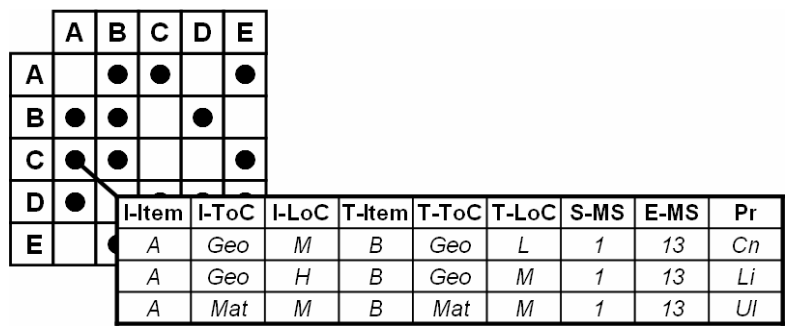 A B C D E
A
B
C
D
E
I-Item I-ToC I-LoC T-Item T-ToC T-LoC S-MS E-MS Pr
A Geo M B Geo L 1 13 Cn
A Geo H B Geo M 1 13 Li
A Mat M B Mat M 1 13 Ul